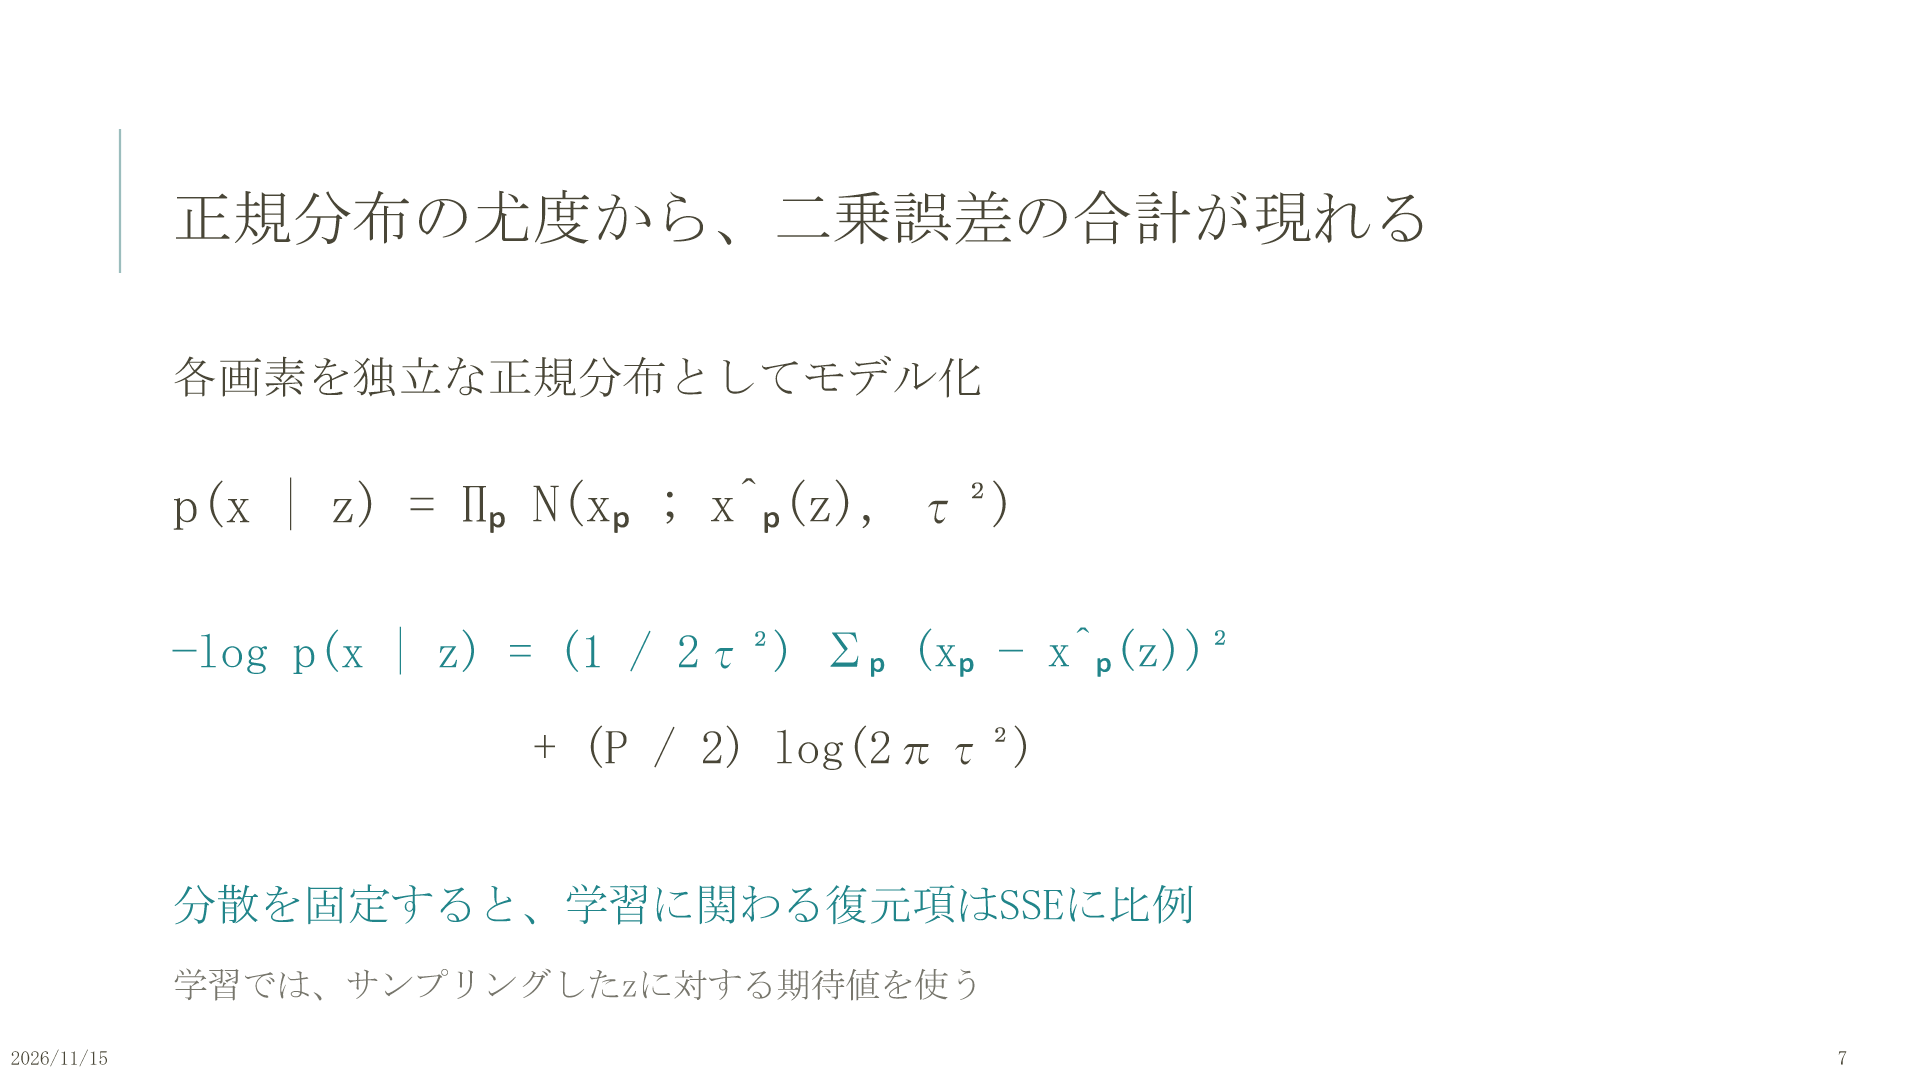 正規分布の尤度から、二乗誤差の合計が現れる
各画素を独立な正規分布としてモデル化
p(x | z) = Πₚ N(xₚ ; x^ₚ(z), τ²)
−log p(x | z) = (1 / 2τ²) Σₚ (xₚ − x^ₚ(z))²
+ (P / 2) log(2πτ²)
分散を固定すると、学習に関わる復元項はSSEに比例
学習では、サンプリングしたzに対する期待値を使う
2026/11/15
7